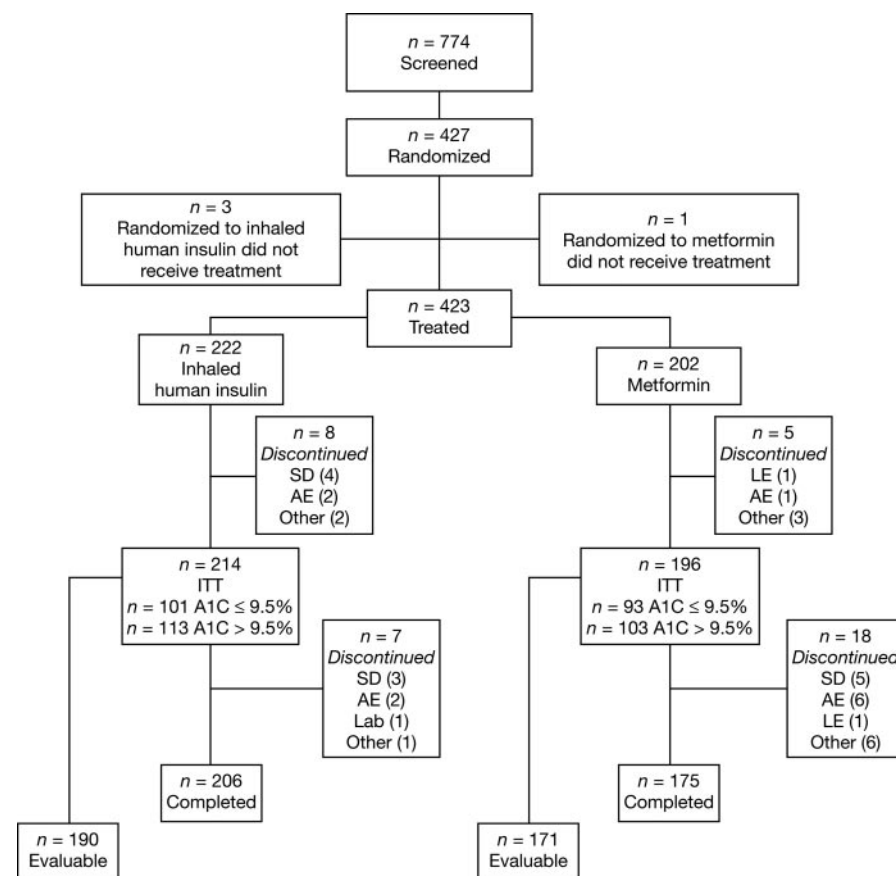 n = 774
Screened
n = 427
Randomized
n = 3
Randomized to inhaled
human insulin did not
receive treatment
n = 1
Randomized to metformin
did not receive treatment
n = 423
Treated
n = 222
Inhaled
human insulin
n = 202
Metformin
n = 8
Discontinued
SD (4)
AE (2)
Other (2)
n = 5
Discontinued
LE (1)
AE (1)
Other (3)
n = 214
ITT
n = 101 A1C ≤ 9.5%
n = 113 A1C > 9.5%
n = 196
ITT
n = 93 A1C ≤ 9.5%
n = 103 A1C > 9.5%
n = 7
Discontinued
SD (3)
AE (2)
Lab (1)
Other (1)
n = 18
Discontinued
SD (5)
AE (6)
LE (1)
Other (6)
n = 206
Completed
n = 175
Completed
n = 190
Evaluable
n = 171
Evaluable